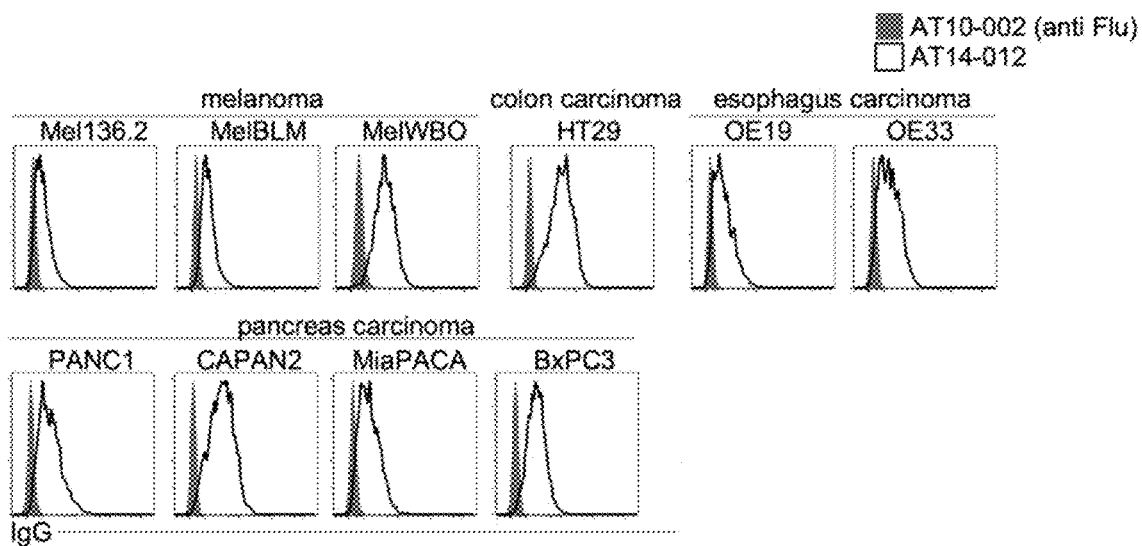 AT10-002 (anti Flu)
AT14-012
melanoma colon carcinoma esophagus carcinoma
Mel136.2 MelBLM MelWBO HT29 OE19 OE33
pancreas carcinoma
PANC1 CAPAN2 MiaPACA BxPC3
IgG